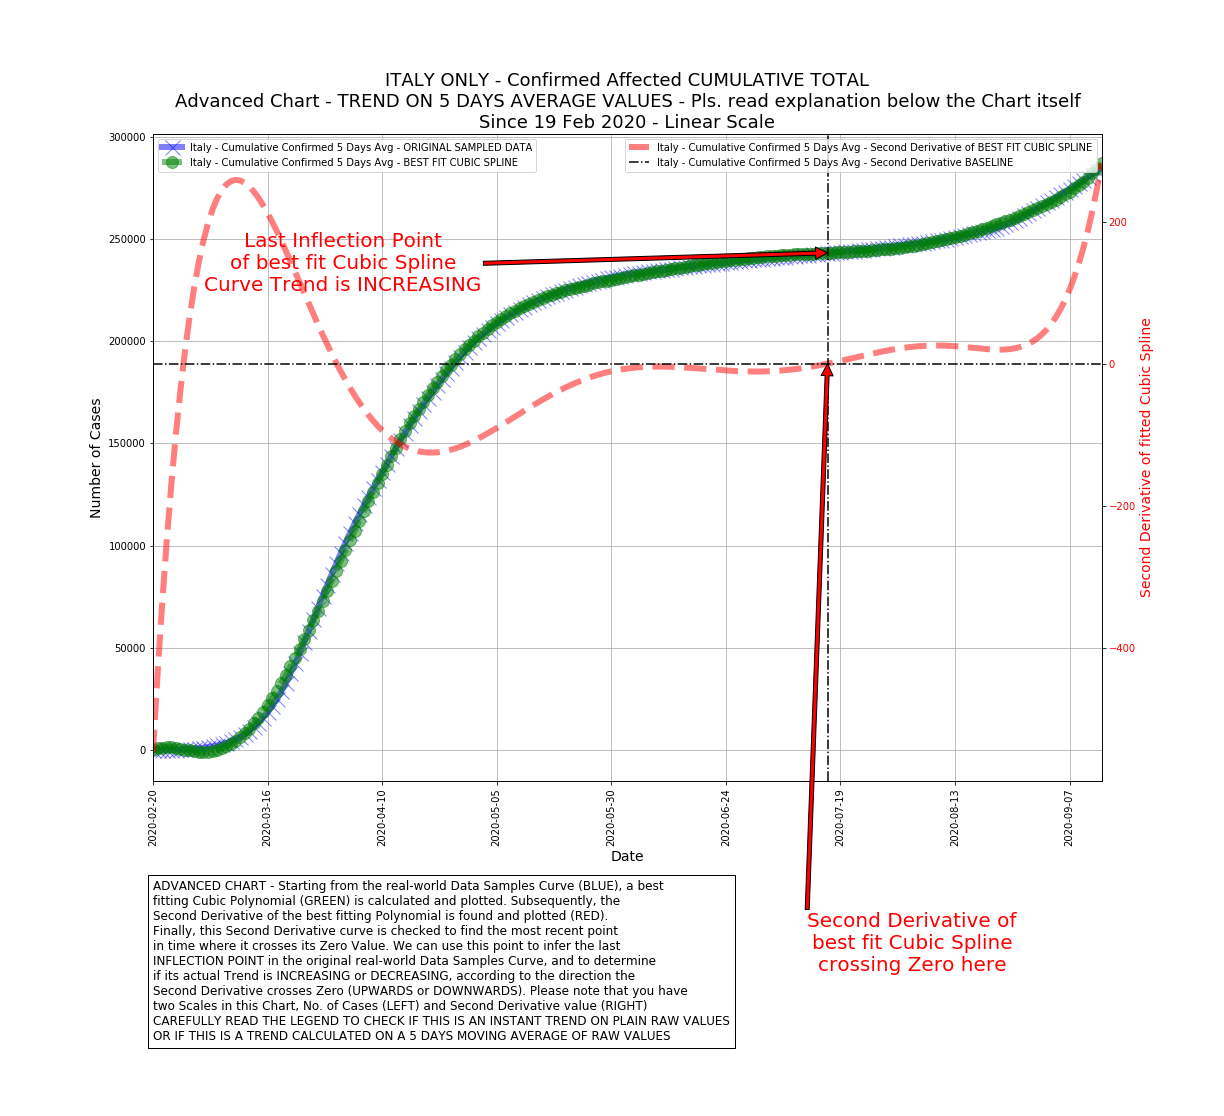 ITALY ONLY - Confirmed Affected CUMULATIVE TOTAL
Advanced Chart - TREND ON 5 DAYS AVERAGE VALUES - Pls. read explanation below the Chart itself
Since 19 Feb 2020 - Linear Scale
Italy - Cumulative Confirmed 5 Days Avg - ORIGINAL SAMPLED DATA
Italy - Cumulative Confirmed 5 Days Avg - BEST FIT CUBIC SPLINE
Italy - Cumulative Confirmed 5 Days Avg - Second Derivative of BEST FIT CUBIC SPLINE
Italy - Cumulative Confirmed 5 Days Avg - Second Derivative BASELINE
300000
250000
200000
150000
100000
50000
0
Number of Cases
Last Inflection Point
of best fit Cubic Spline
Curve Trend is INCREASING
200
0
−200
−400
Second Derivative of fitted Cubic Spline
2020-02-20
2020-03-16
2020-04-10
2020-05-05
2020-05-30
2020-06-24
2020-07-19
2020-08-13
2020-09-07
Date
ADVANCED CHART - Starting from the real-world Data Samples Curve (BLUE), a best
fitting Cubic Polynomial (GREEN) is calculated and plotted. Subsequently, the
Second Derivative of the best fitting Polynomial is found and plotted (RED).
Finally, this Second Derivative curve is checked to find the most recent point
in time where it crosses its Zero Value. We can use this point to infer the last
INFLECTION POINT in the original real-world Data Samples Curve, and to determine
if its actual Trend is INCREASING or DECREASING, according to the direction the
Second Derivative crosses Zero (UPWARDS or DOWNWARDS). Please note that you have
two Scales in this Chart, No. of Cases (LEFT) and Second Derivative value (RIGHT)
CAREFULLY READ THE LEGEND TO CHECK IF THIS IS AN INSTANT TREND ON PLAIN RAW VALUES
OR IF THIS IS A TREND CALCULATED ON A 5 DAYS MOVING AVERAGE OF RAW VALUES
Second Derivative of
best fit Cubic Spline
crossing Zero here